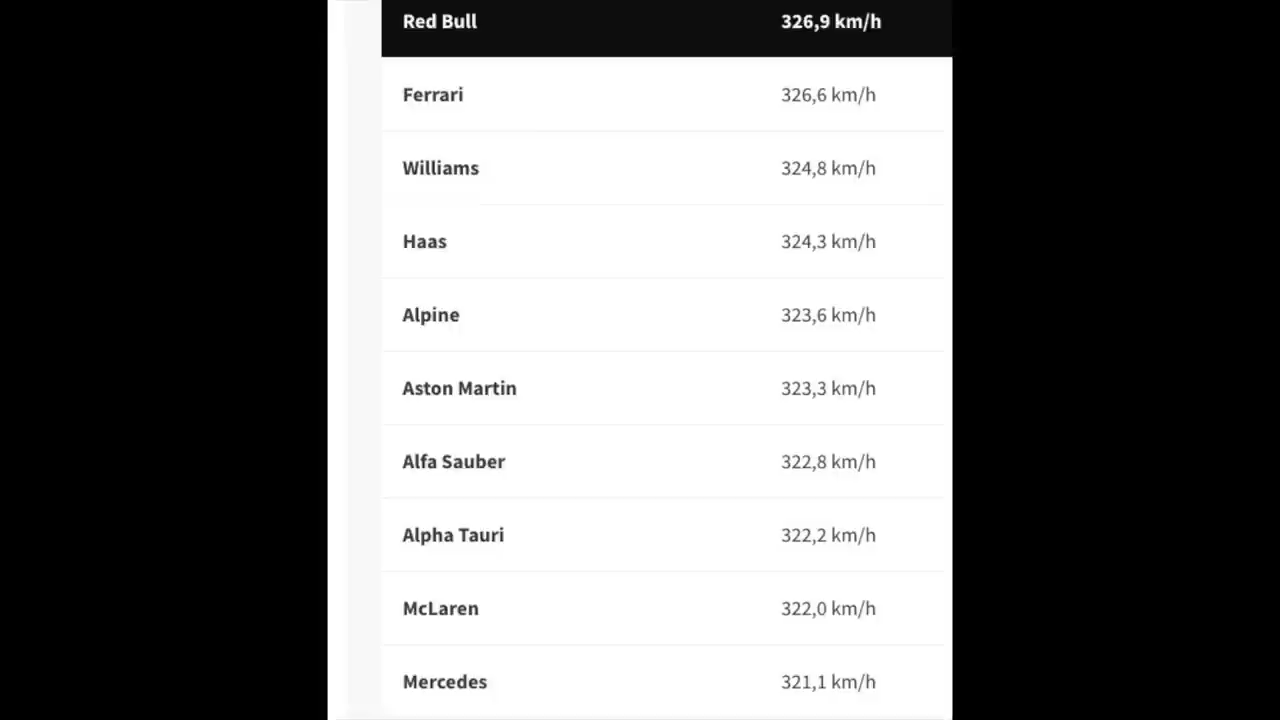 Red Bull 326,9 km/h
Ferrari 326,6 km/h
Williams 324,8 km/h
Haas 324,3 km/h
Alpine 323,6 km/h
Aston Martin 323,3 km/h
Alfa Sauber 322,8 km/h
Alpha Tauri 322,2 km/h
McLaren 322,0 km/h
Mercedes 321,1 km/h